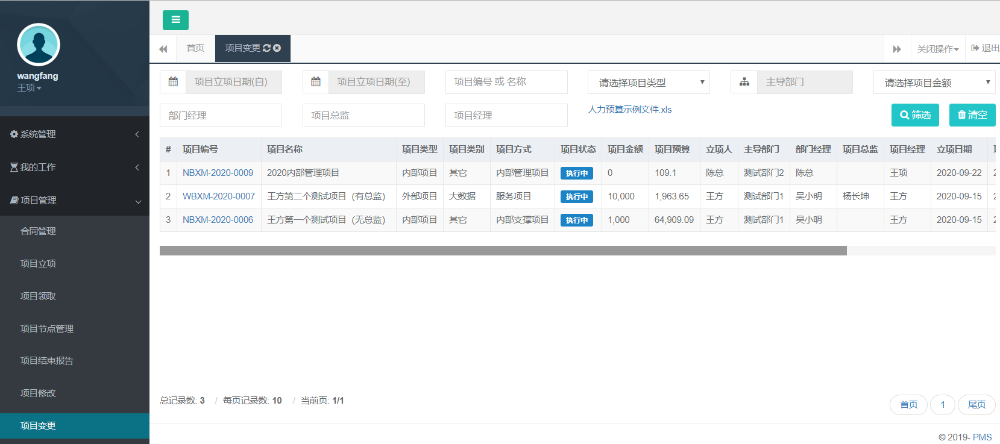 wangfang
王项
系统管理
我的工作
项目管理
合同管理
项目立项
项目领取
项目节点管理
项目结束报告
项目修改
项目变更
首页 项目变更 关闭操作 退出
项目立项日期(自) 项目立项日期(至) 项目编号 或 名称 请选择项目类型 主导部门 请选择项目金额
部门经理 项目总监 项目经理 人力预算示例文件.xls 筛选 清空
# 项目编号 项目名称 项目类型 项目类别 项目方式 项目状态 项目金额 项目预算 立项人 主导部门 部门经理 项目总监 项目经理 立项日期
1 NBXM-2020-0009 2020内部管理项目 内部项目 其它 内部管理项目 执行中 0 109.1 陈总 测试部门2 陈总 王项 2020-09-22 2
2 WBXM-2020-0007 王方第二个测试项目（有总监） 外部项目 大数据 服务项目 执行中 10,000 1,963.65 王方 测试部门1 吴小明 杨长坤 王方 2020-09-15 2
3 NBXM-2020-0006 王方第一个测试项目（无总监） 内部项目 其它 内部支撑项目 执行中 1,000 64,909.09 王方 测试部门1 吴小明 王方 2020-09-15 2
总记录数: 3 / 每页记录数: 10 / 当前页: 1/1
首页 1 尾页
© 2019- PMS